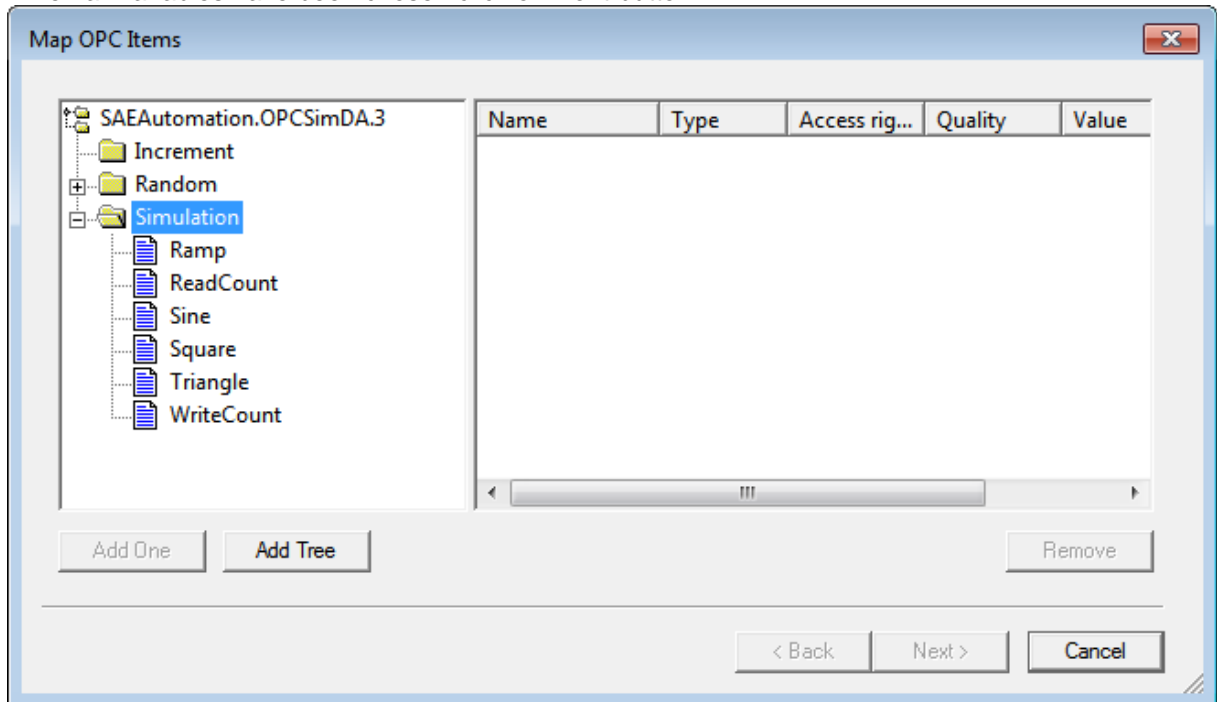 Map OPC Items
SAEAutomation.OPCSimDA.3
Increment
Random
Simulation
Ramp
ReadCount
Sine
Square
Triangle
WriteCount
Name Type Access rig... Quality Value
Add One Add Tree Remove
< Back Next > Cancel